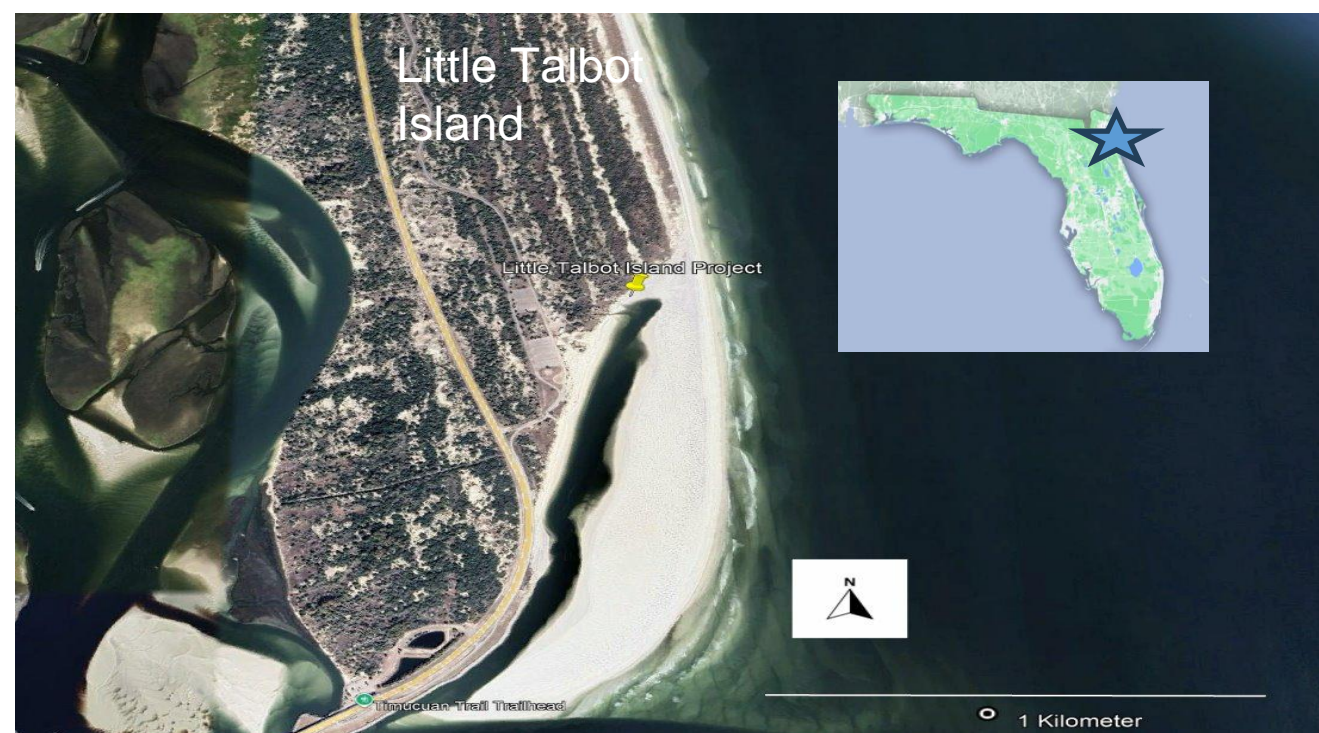 Little Talbot
Island
Little Talbot Island Project
N
Timucuan Trail Trailhead
1 Kilometer